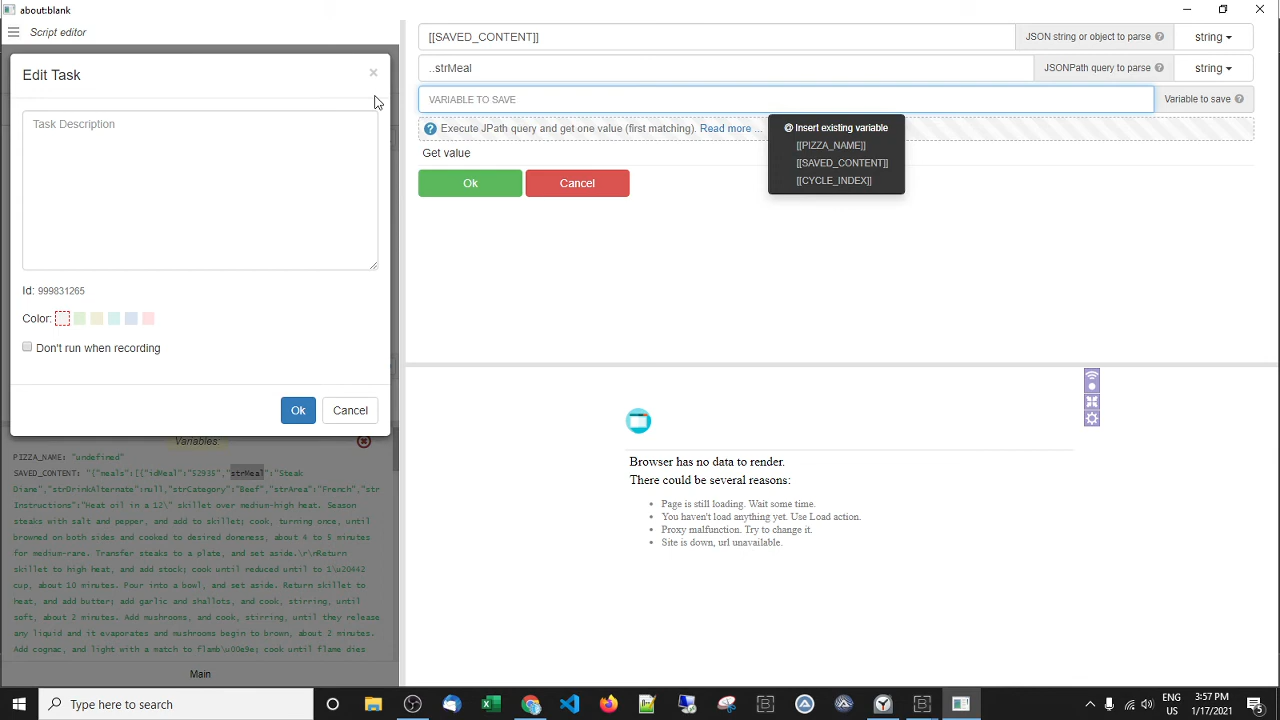 about:blank
Script editor
Edit Task
×
Task Description
Id: 999831265
Color:
Don't run when recording
Ok
Cancel
Variables:
PIZZA_NAME: "undefined"
SAVED_CONTENT: "{"meals":[{"idMeal":"52935","strMeal":"Steak
Diane","strDrinkAlternate":null,"strCategory":"Beef","strArea":"French","str
Instructions":"Heat oil in a 12\" skillet over medium-high heat. Season
steaks with salt and pepper, and add to skillet; cook, turning once, until
browned on both sides and cooked to desired doneness, about 4 to 5 minutes
for medium-rare. Transfer steaks to a plate, and set aside.\r\nReturn
skillet to high heat, and add stock; cook until reduced until to 1\u20442
cup, about 10 minutes. Pour into a bowl, and set aside. Return skillet to
heat, and add butter; add garlic and shallots, and cook, stirring, until
soft, about 2 minutes. Add mushrooms, and cook, stirring, until they release
any liquid and it evaporates and mushrooms begin to brown, about 2 minutes.
Add cognac, and light with a match to flamb\u00e9e; cook until flame dies
Main
[[SAVED_CONTENT]]
JSON string or object to parse ?
string
..strMeal
JSONPath query to parse ?
string
VARIABLE TO SAVE
Variable to save ?
? Execute JPath query and get one value (first matching). Read more ...
Insert existing variable
[[PIZZA_NAME]]
[[SAVED_CONTENT]]
[[CYCLE_INDEX]]
Get value
Ok
Cancel
Browser has no data to render.
There could be several reasons:
• Page is still loading. Wait some time.
• You haven't load anything yet. Use Load action.
• Proxy malfunction. Try to change it.
• Site is down, url unavailable.
Type here to search
ENG
US
3:57 PM
1/17/2021